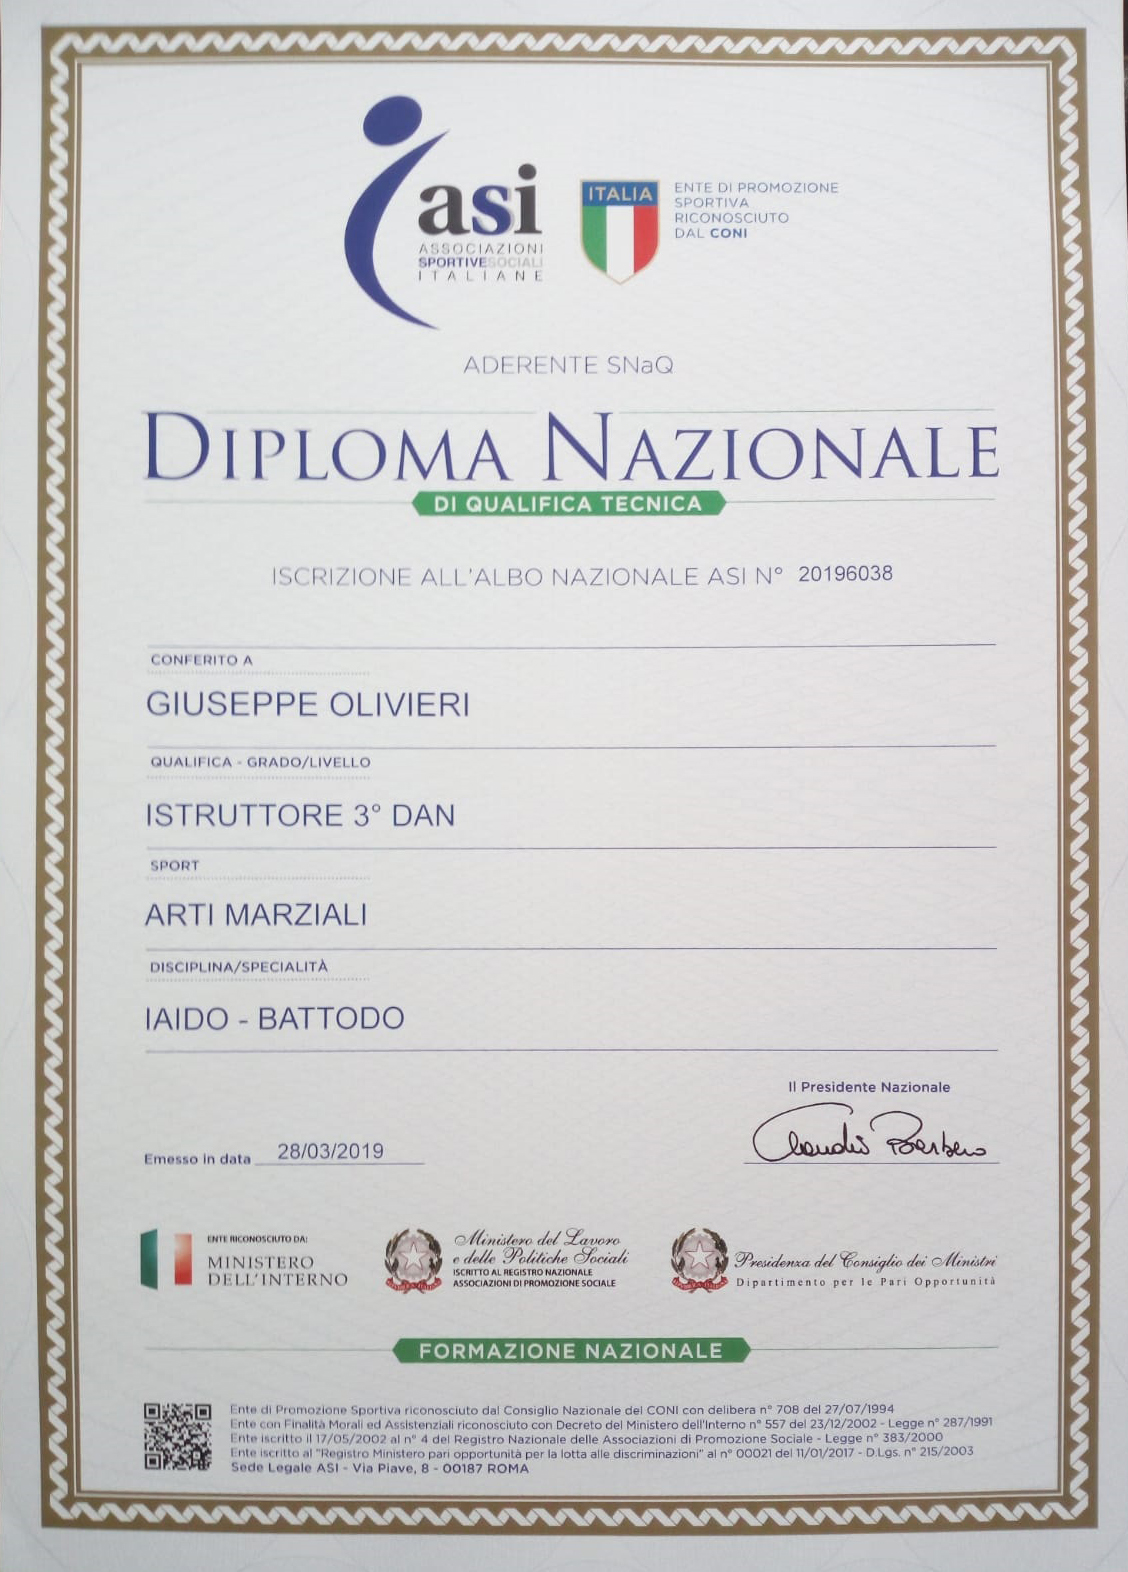 asi
ASSOCIAZIONI
SPORTIVESOCIALI
ITALIANE
ITALIA
ENTE DI PROMOZIONE
SPORTIVA
RICONOSCIUTO
DAL CONI
ADERENTE SNaQ
DIPLOMA NAZIONALE
DI QUALIFICA TECNICA
ISCRIZIONE ALL'ALBO NAZIONALE ASI N° 20196038
CONFERITO A
GIUSEPPE OLIVIERI
QUALIFICA - GRADO/LIVELLO
ISTRUTTORE 3° DAN
SPORT
ARTI MARZIALI
DISCIPLINA/SPECIALITÀ
IAIDO - BATTODO
Il Presidente Nazionale
Claudio Barbaro
Emesso in data 28/03/2019
ENTE RICONOSCIUTO DA:
MINISTERO
DELL'INTERNO
Ministero del Lavoro
e delle Politiche Sociali
ISCRITTO AL REGISTRO NAZIONALE
ASSOCIAZIONI DI PROMOZIONE SOCIALE
Presidenza del Consiglio dei Ministri
Dipartimento per le Pari Opportunità
FORMAZIONE NAZIONALE
Ente di Promozione Sportiva riconosciuto dal Consiglio Nazionale del CONI con delibera n° 708 del 27/07/1994
Ente con Finalità Morali ed Assistenziali riconosciuto con Decreto del Ministero dell'Interno n° 557 del 23/12/2002 - Legge n° 287/1991
Ente iscritto il 17/05/2002 al n° 4 del Registro Nazionale delle Associazioni di Promozione Sociale - Legge n° 383/2000
Ente iscritto al "Registro Ministero pari opportunità per la lotta alle discriminazioni" al n° 00021 del 11/01/2017 - D.Lgs. n° 215/2003
Sede Legale ASI - Via Piave, 8 - 00187 ROMA